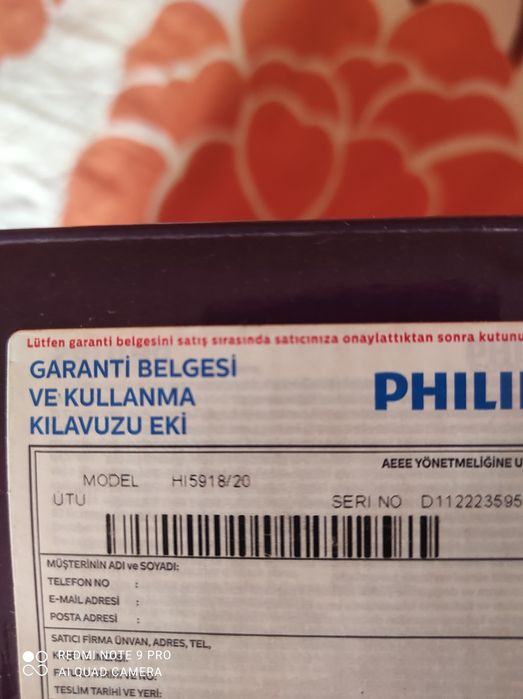 Lütfen garanti belgesini satış sırasında satıcınıza onaylattıktan sonra kutunu
GARANTİ BELGESİ
VE KULLANMA
KILAVUZU EKİ
PHILI
AEEE YÖNETMELİĞİNE U
MODEL HI5918/20
ÜTU
SERI NO D112223595
MÜŞTERİNİN ADI ve SOYADI:
TELEFON NO :
E-MAİL ADRESİ :
POSTA ADRESİ :
SATICI FİRMA ÜNVAN, ADRES, TEL,
REDMI NOTE 9 PRO
AI QUAD CAMERA
TESLİM TARİHİ ve YERİ: